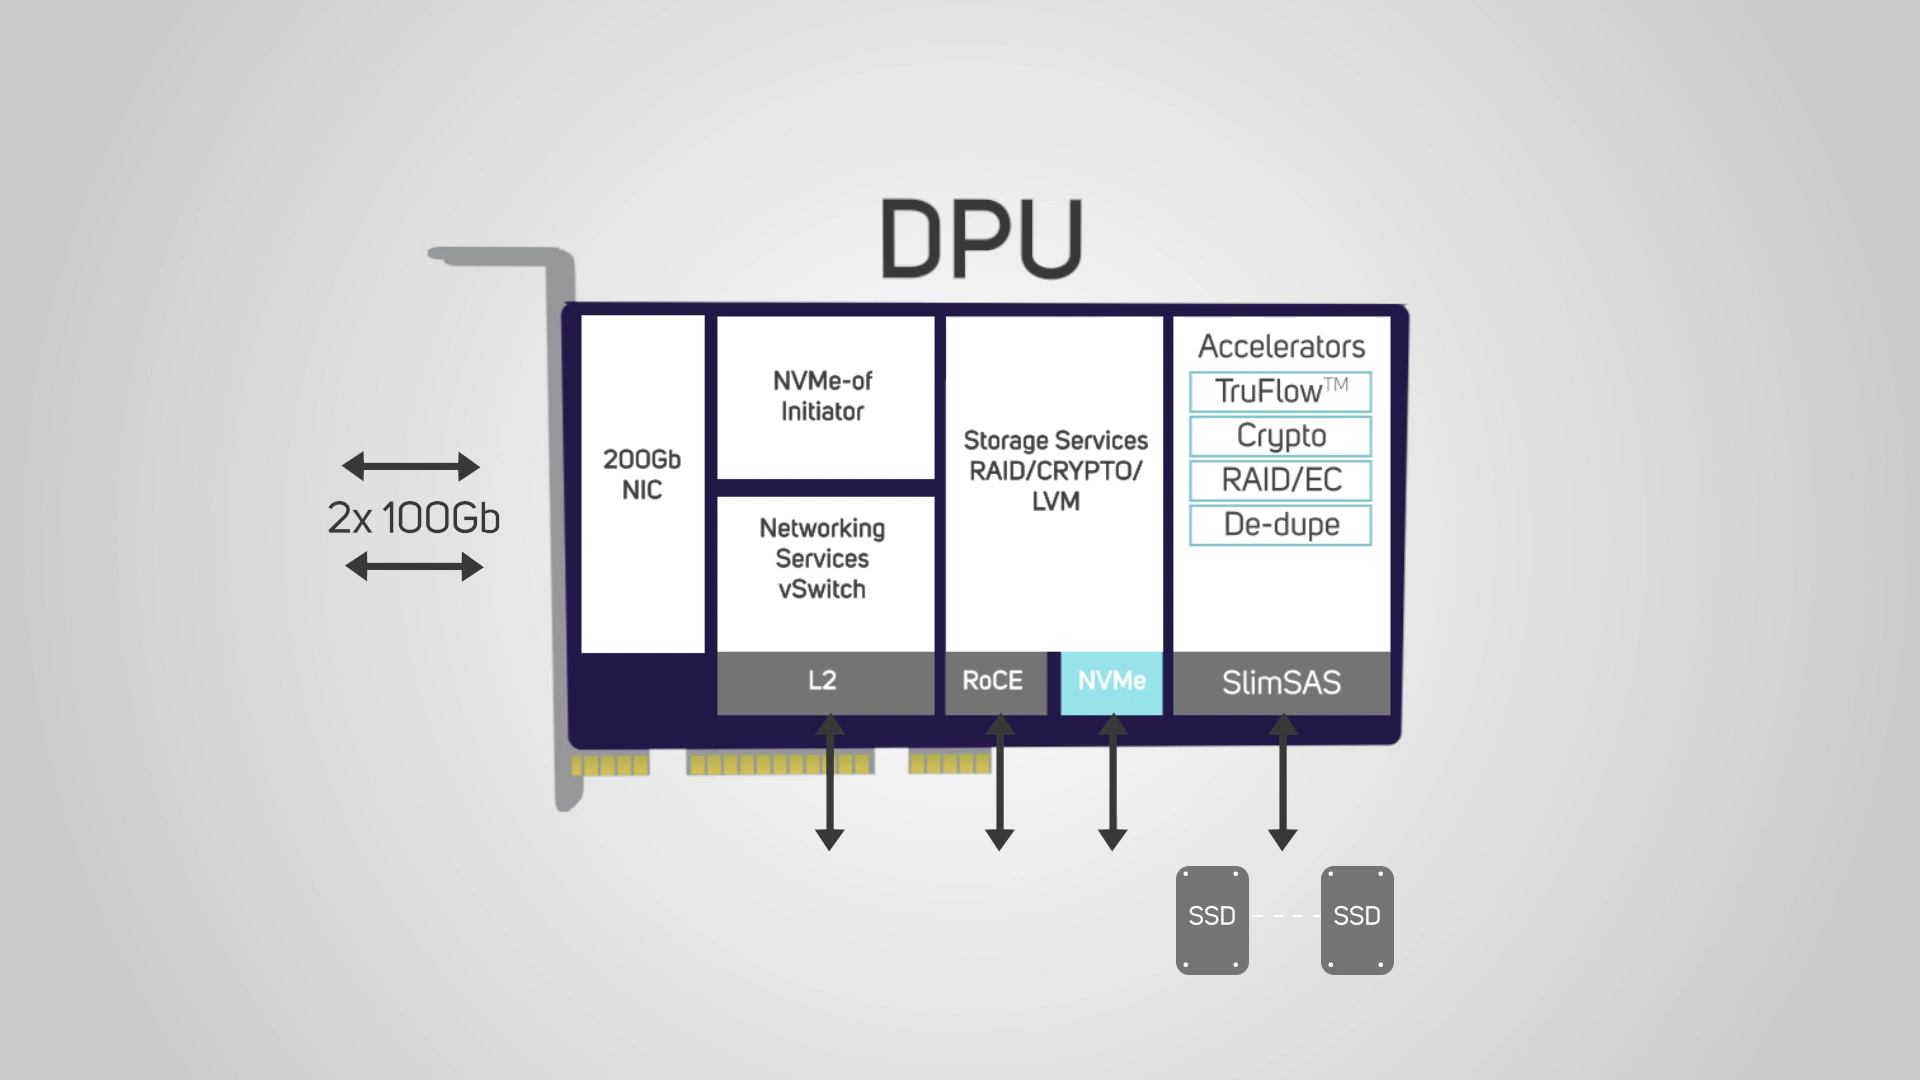 DPU
2x 100Gb
200Gb
NIC
NVMe-of
Initiator
Networking
Services
vSwitch
L2
Storage Services
RAID/CRYPTO/
LVM
RoCE
NVMe
Accelerators
TruFlow™
Crypto
RAID/EC
De-dupe
SlimSAS
SSD
SSD